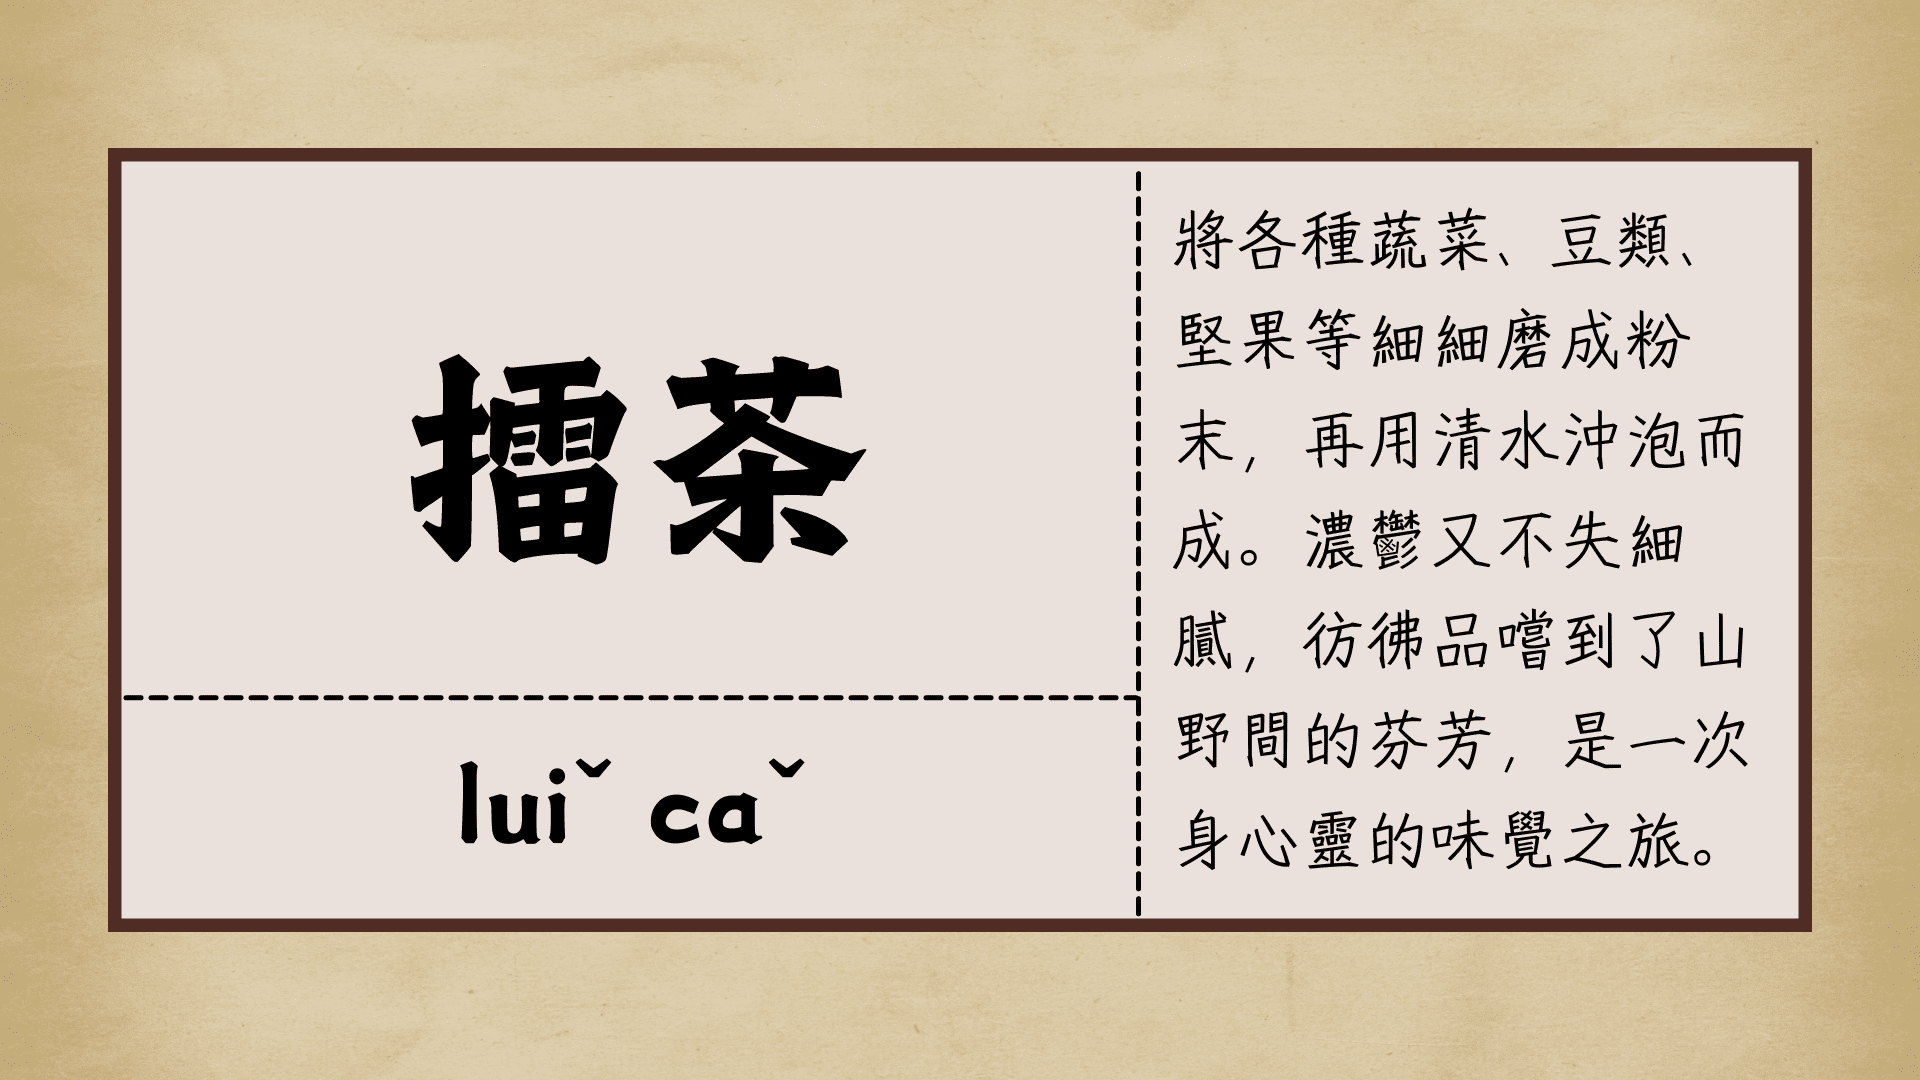 擂茶
luiˇ caˇ
將各種蔬菜、豆類、
堅果等細細磨成粉
末，再用清水沖泡而
成。濃鬱又不失細
膩，彷彿品嚐到了山
野間的芬芳，是一次
身心靈的味覺之旅。